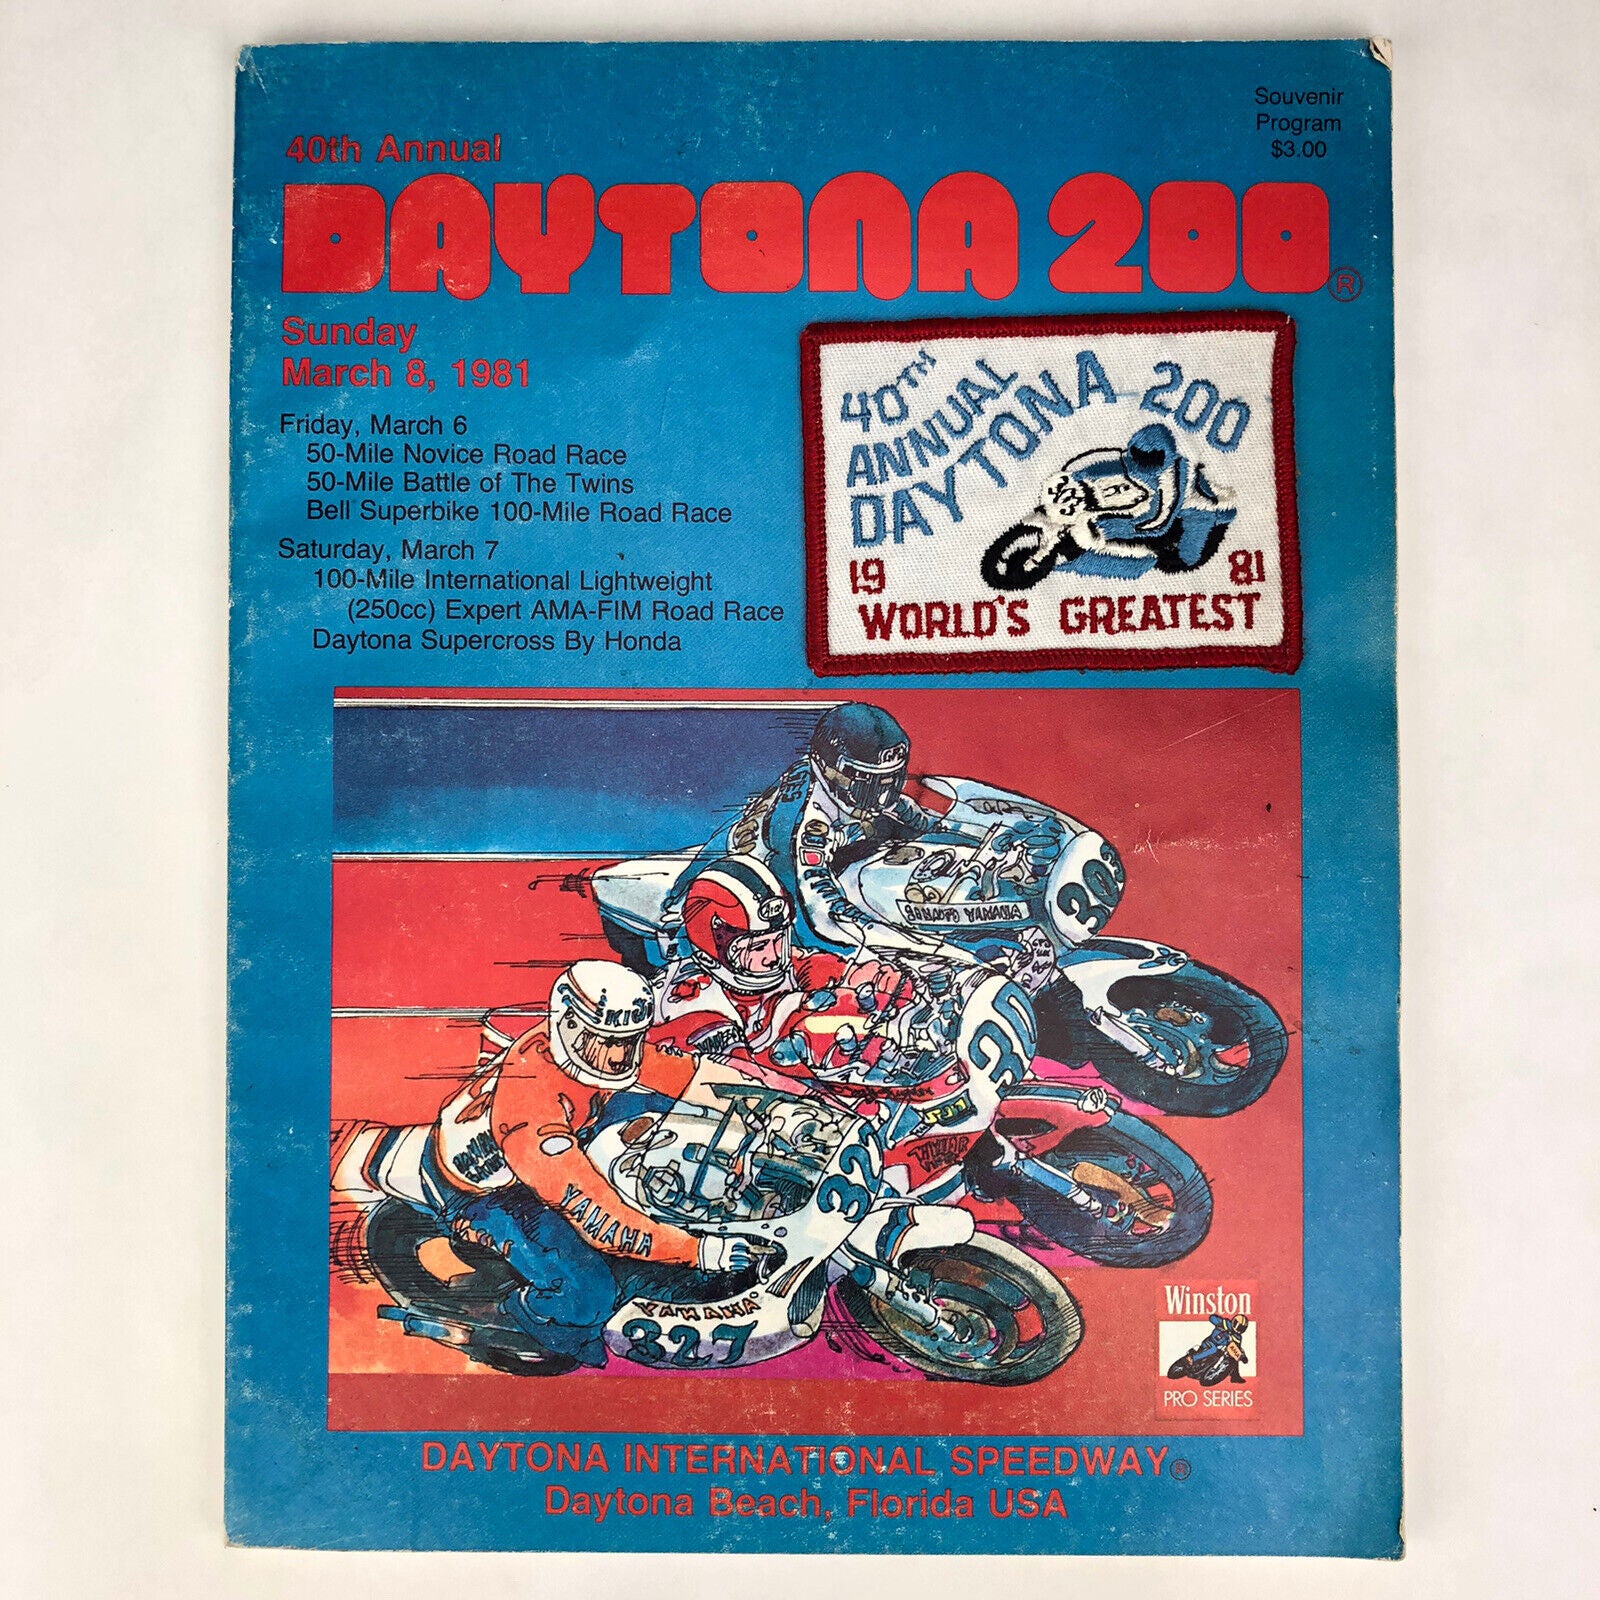 Souvenir
Program
$3.00
40th Annual
DAYTONA 200®
Sunday
March 8, 1981
Friday, March 6
50-Mile Novice Road Race
50-Mile Battle of The Twins
Bell Superbike 100-Mile Road Race
Saturday, March 7
100-Mile International Lightweight
(250cc) Expert AMA-FIM Road Race
Daytona Supercross By Honda
40TH
ANNUAL
DAYTONA 200
19 81
WORLD'S GREATEST
Arai
YAMAHA
YAMAHA
327
Winston
PRO SERIES
DAYTONA INTERNATIONAL SPEEDWAY®
Daytona Beach, Florida USA